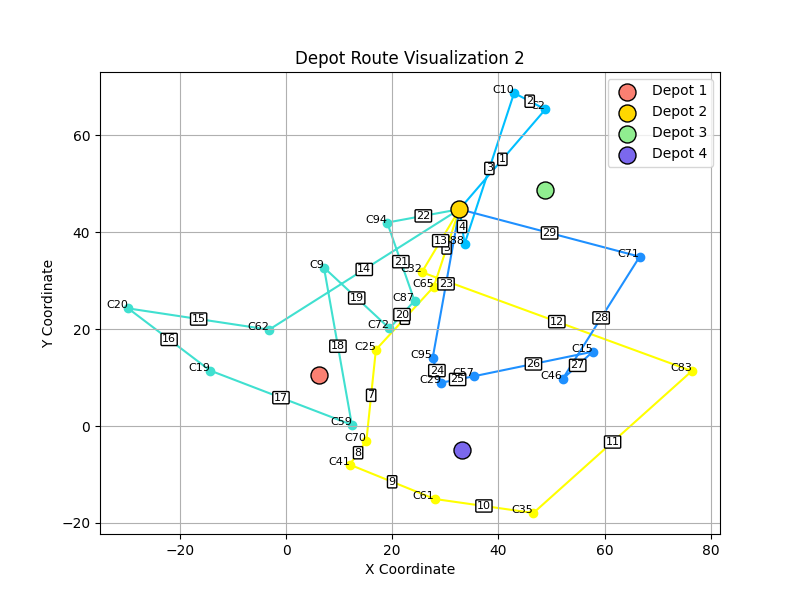 Depot Route Visualization 2
Depot 1
Depot 2
Depot 3
Depot 4
Y Coordinate
X Coordinate
60
40
20
0
−20
−20
0
20
40
60
80
C10
2
1
3
4
C94
22
13
29
C71
C9
14
21
C32
C65
23
C87
19
C20
15
C62
C72
20
12
28
16
18
C25
C95
C15
C19
24
C29
25
C57
26
27
C46
C83
17
7
C59
C70
8
C41
9
C61
10
C35
11